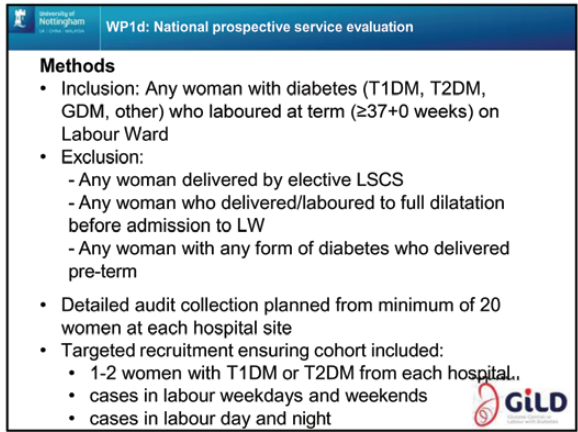 University of
Nottingham
UK | CHINA | MALAYSIA
WP1d: National prospective service evaluation
Methods
• Inclusion: Any woman with diabetes (T1DM, T2DM,
GDM, other) who laboured at term (≥37+0 weeks) on
Labour Ward
• Exclusion:
- Any woman delivered by elective LSCS
- Any woman who delivered/laboured to full dilatation
before admission to LW
- Any woman with any form of diabetes who delivered
pre-term
• Detailed audit collection planned from minimum of 20
women at each hospital site
• Targeted recruitment ensuring cohort included:
• 1-2 women with T1DM or T2DM from each hospital..
• cases in labour weekdays and weekends
• cases in labour day and night
GiLD